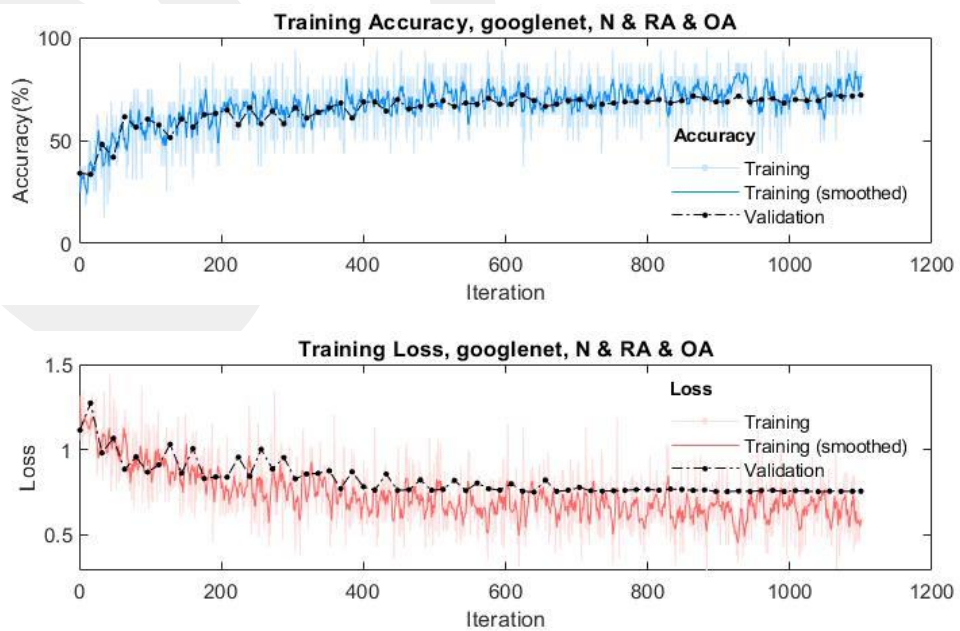 Training Accuracy, googlenet, N & RA & OA
100
50
0
Accuracy(%)
Accuracy
Training
Training (smoothed)
Validation
0 200 400 600 800 1000 1200
Iteration
Training Loss, googlenet, N & RA & OA
1.5
1
0.5
Loss
Loss
Training
Training (smoothed)
Validation
0 200 400 600 800 1000 1200
Iteration